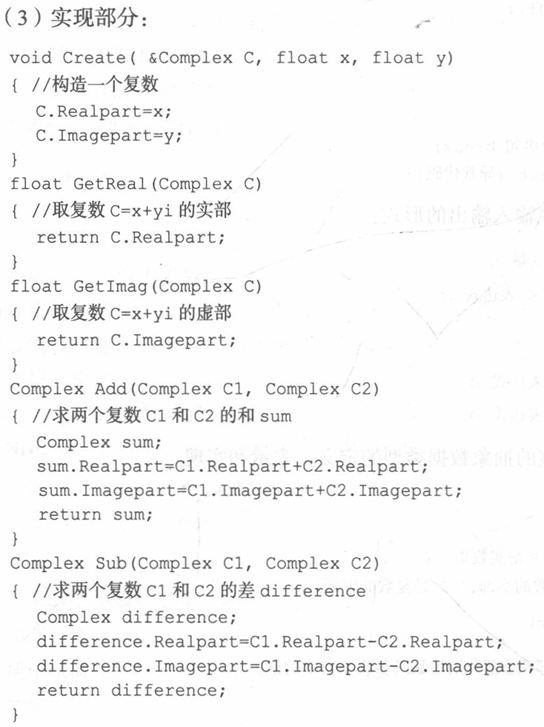 （3）实现部分：
void Create( &Complex C, float x, float y)
{ //构造一个复数
C.Realpart=x;
C.Imagepart=y;
}
float GetReal(Complex C)
{ //取复数 C=x+yi 的实部
return C.Realpart;
}
float GetImag(Complex C)
{ //取复数 C=x+yi 的虚部
return C.Imagepart;
}
Complex Add(Complex C1, Complex C2)
{ //求两个复数 C1 和 C2 的和 sum
Complex sum;
sum.Realpart=C1.Realpart+C2.Realpart;
sum.Imagepart=C1.Imagepart+C2.Imagepart;
return sum;
}
Complex Sub(Complex C1, Complex C2)
{ //求两个复数 C1 和 C2 的差 difference
Complex difference;
difference.Realpart=C1.Realpart-C2.Realpart;
difference.Imagepart=C1.Imagepart-C2.Imagepart;
return difference;
}